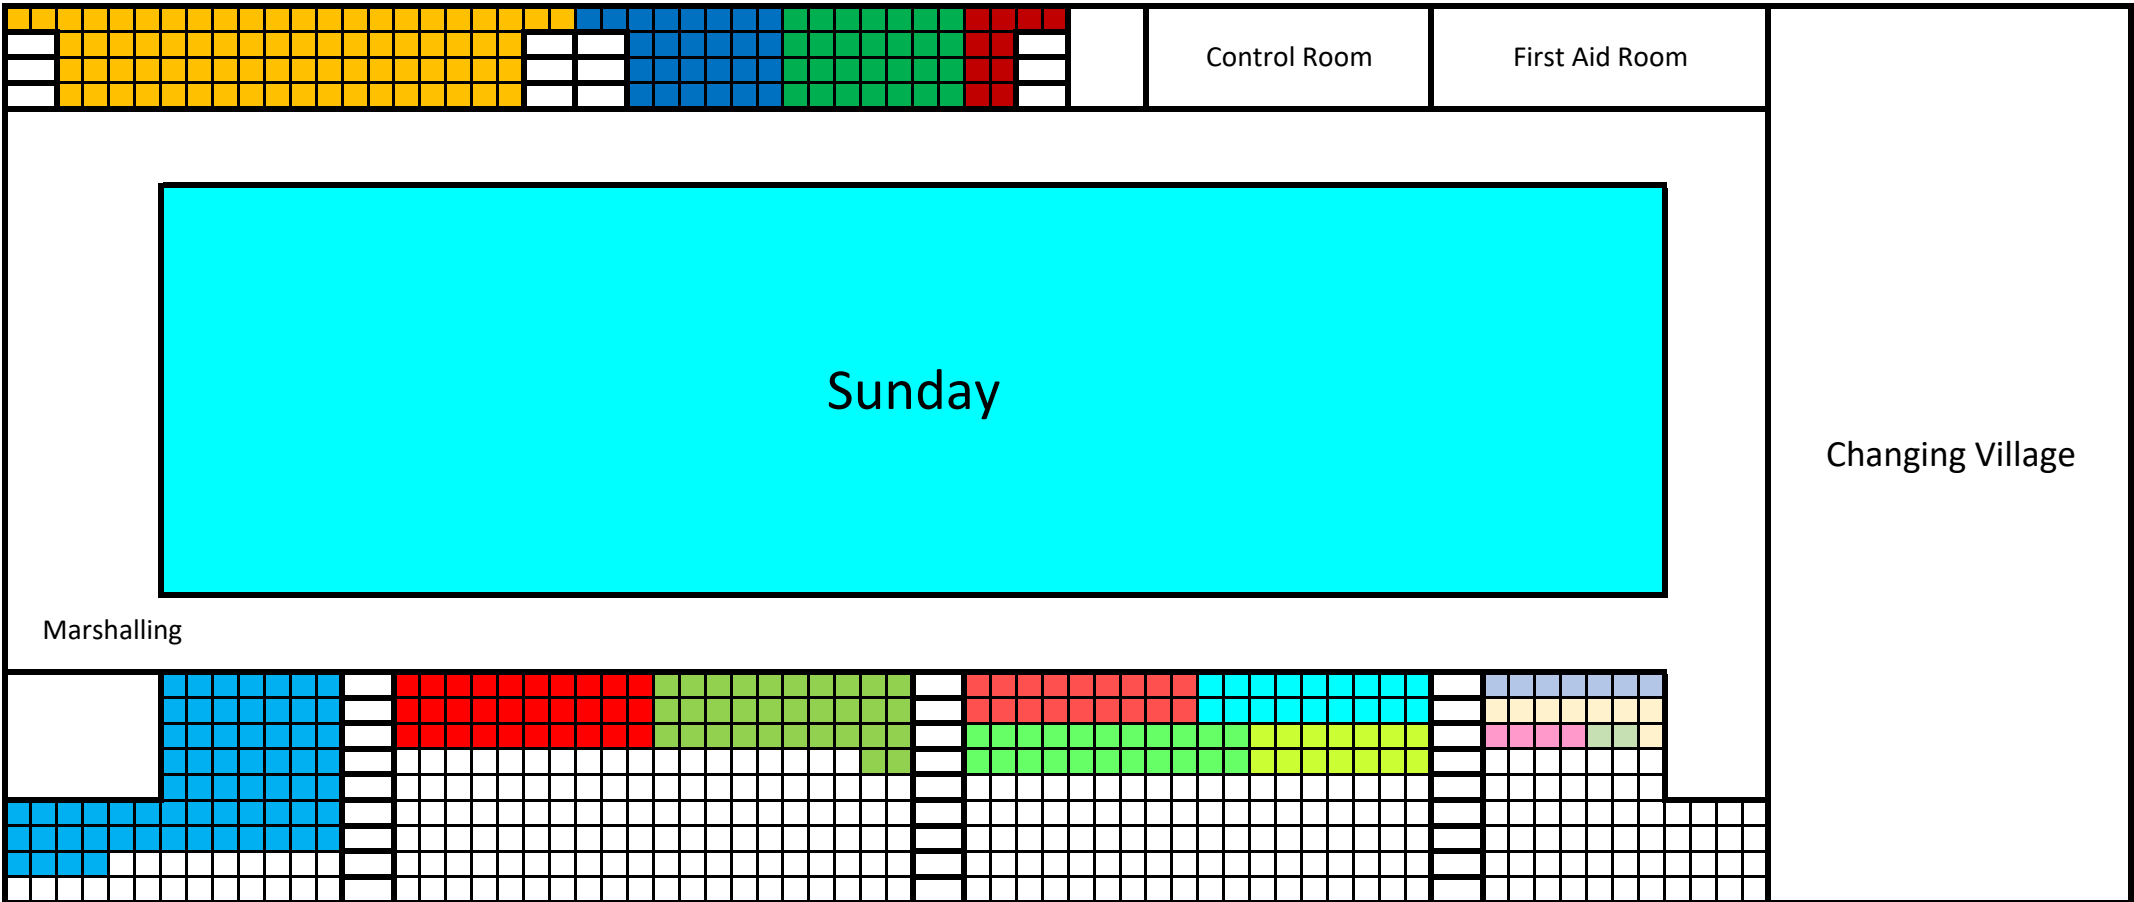 Control Room
First Aid Room
Sunday
Changing Village
Marshalling